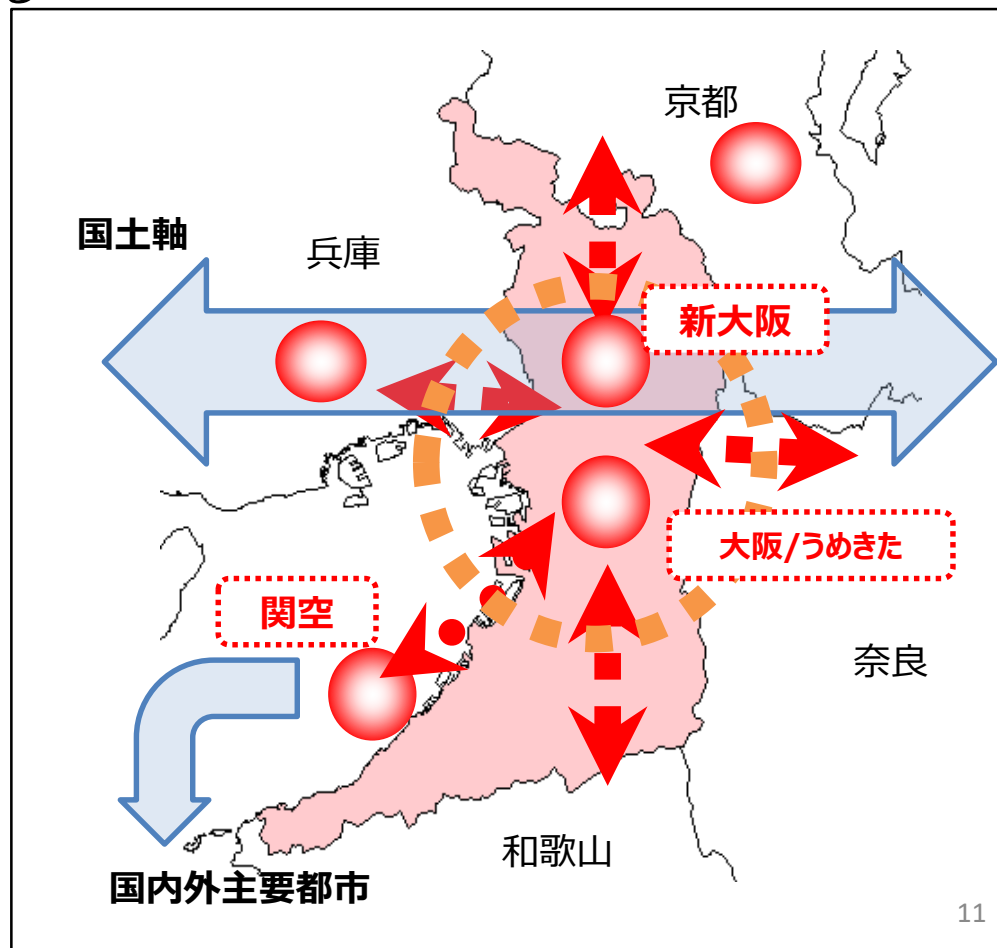 京都
国土軸
兵庫
新大阪
大阪/うめきた
関空
奈良
和歌山
国内外主要都市
11